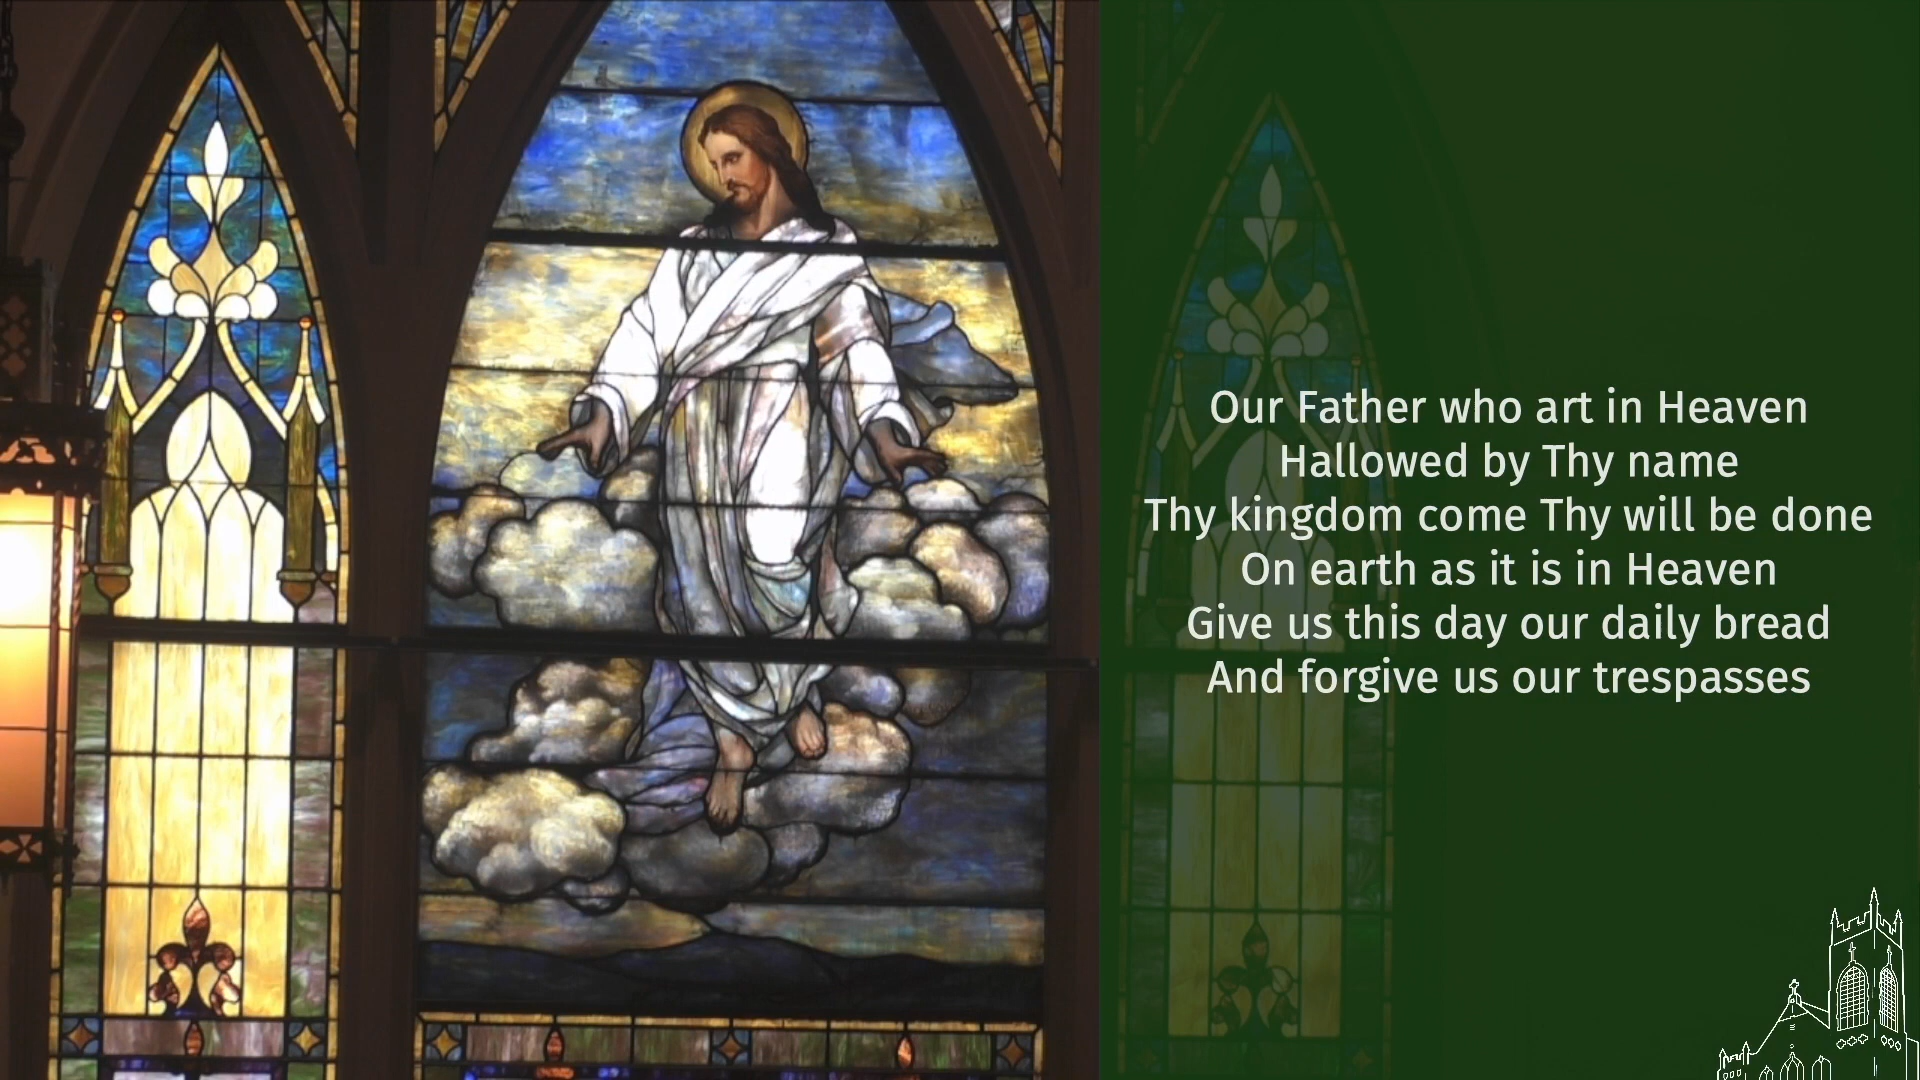 Our Father who art in Heaven
Hallowed by Thy name
Thy kingdom come Thy will be done
On earth as it is in Heaven
Give us this day our daily bread
And forgive us our trespasses